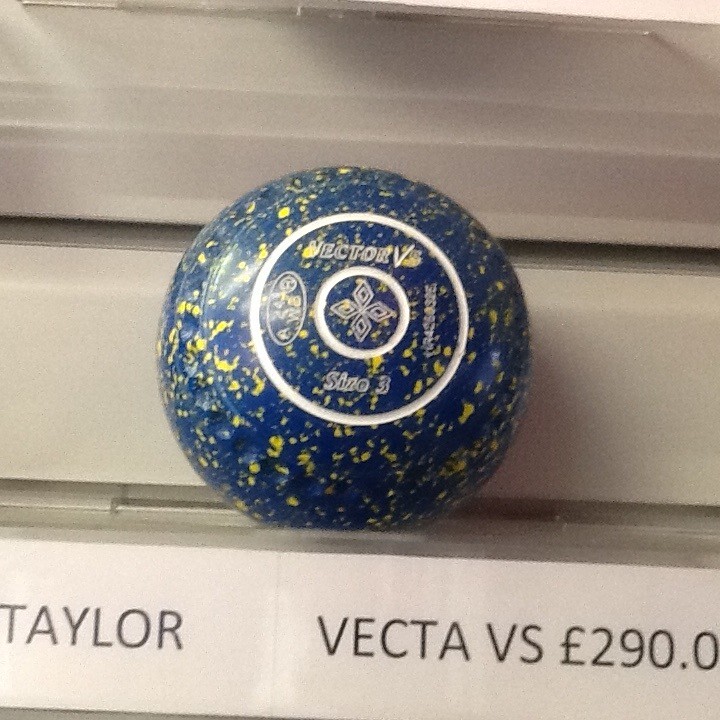 VECTOR VS
Size 3
TAYLOR
VECTA VS £290.0